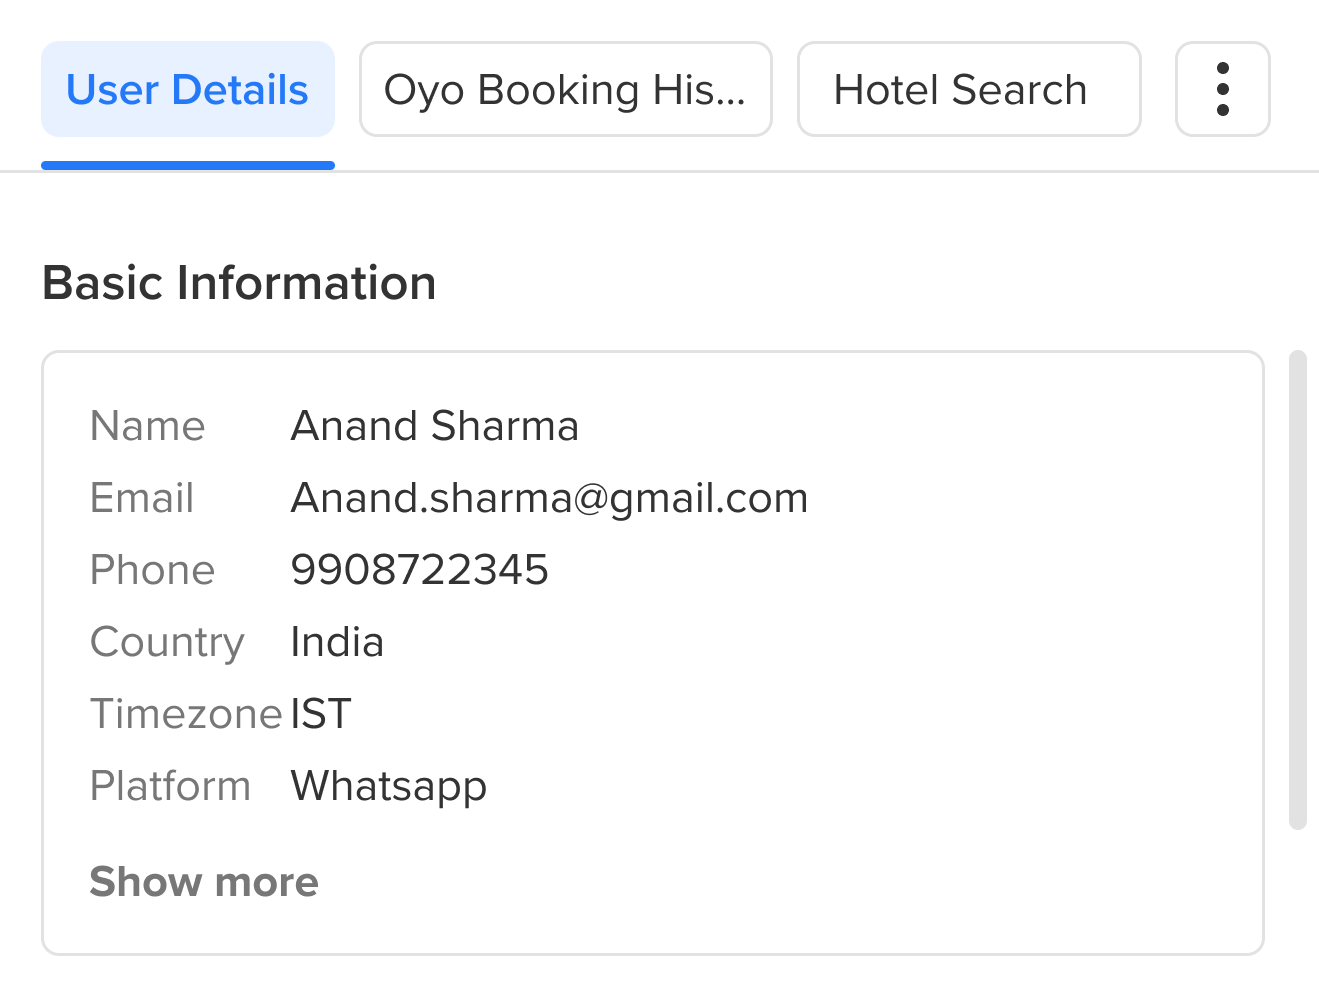 User Details Oyo Booking His... Hotel Search
Basic Information
Name Anand Sharma
Email Anand.sharma@gmail.com
Phone 9908722345
Country India
Timezone IST
Platform Whatsapp
Show more